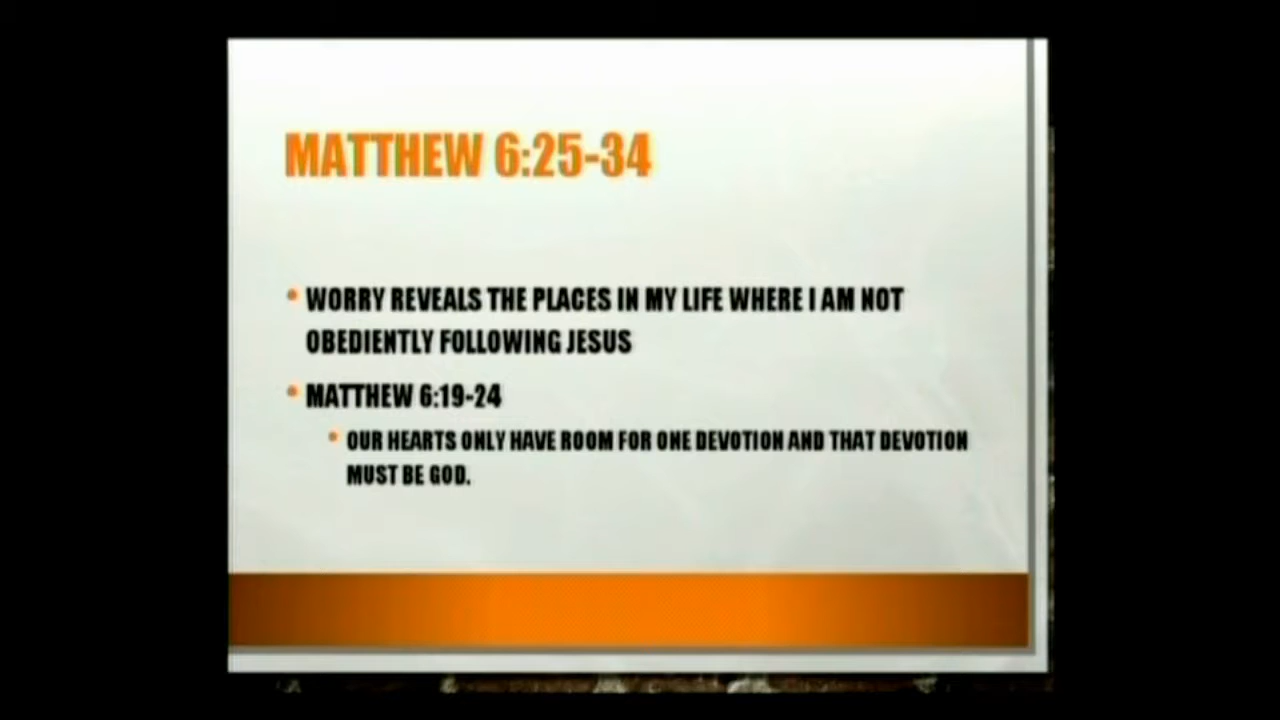 MATTHEW 6:25-34
• WORRY REVEALS THE PLACES IN MY LIFE WHERE I AM NOT
OBEDIENTLY FOLLOWING JESUS
• MATTHEW 6:19-24
• OUR HEARTS ONLY HAVE ROOM FOR ONE DEVOTION AND THAT DEVOTION
MUST BE GOD.